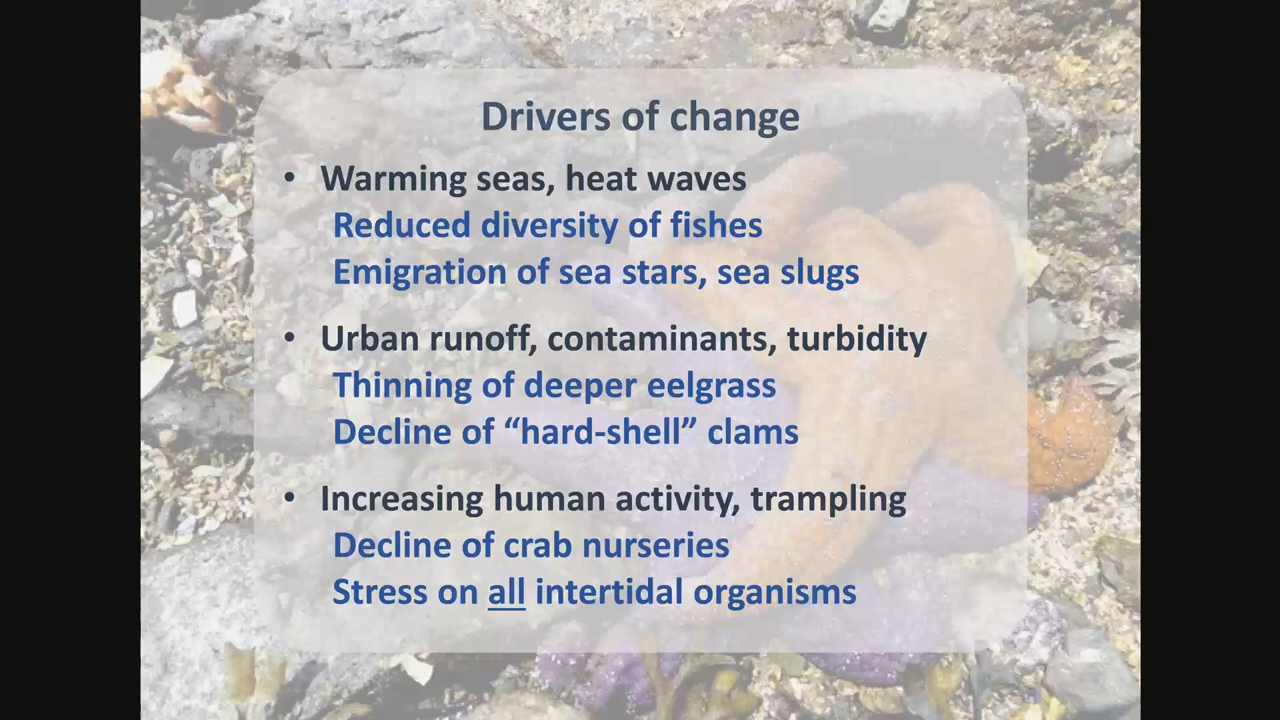 Drivers of change
• Warming seas, heat waves
Reduced diversity of fishes
Emigration of sea stars, sea slugs
• Urban runoff, contaminants, turbidity
Thinning of deeper eelgrass
Decline of “hard-shell” clams
• Increasing human activity, trampling
Decline of crab nurseries
Stress on all intertidal organisms